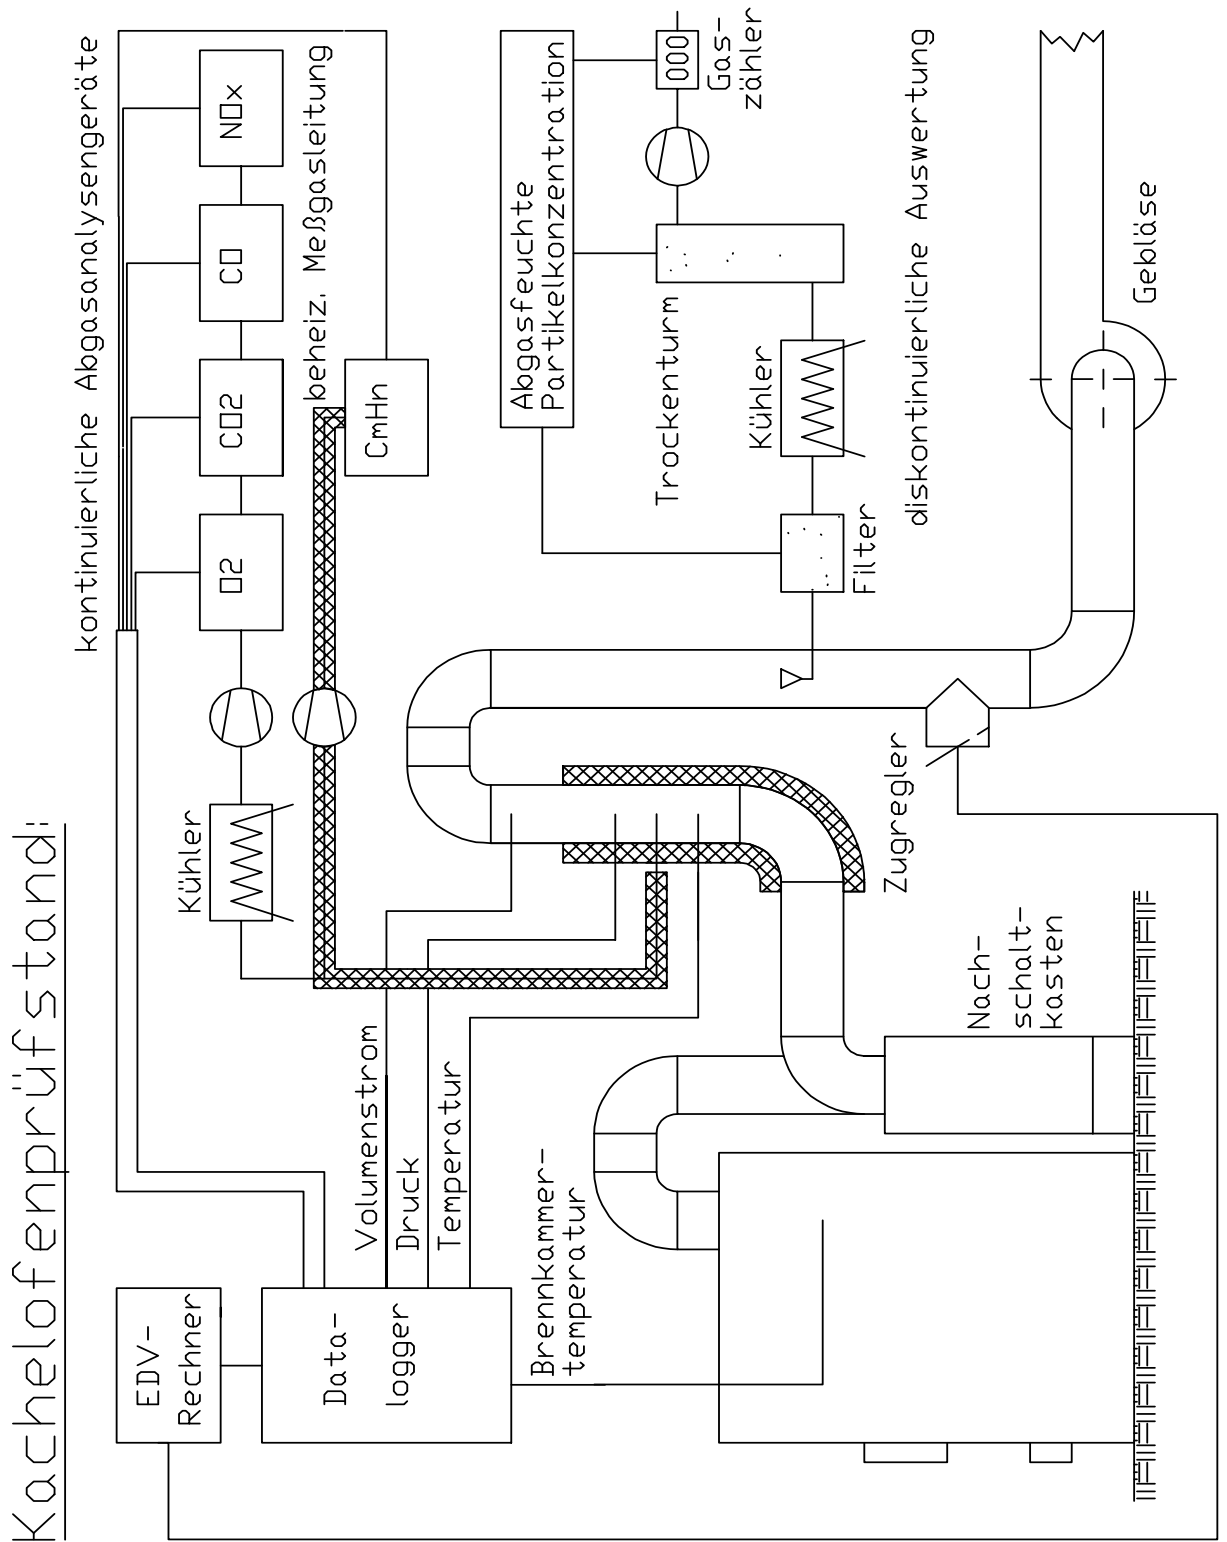 Kachelofenprüfstand:
EDV-
Rechner
Data-
logger
Kühler
kontinuierliche Abgasanalysengeräte
O2
CO2
CO
NOx
beheiz. Meßgasleitung
CmHn
Volumenstrom
Druck
Temperatur
Brennkammer-
temperatur
Abgasfeuchte
Partikelkonzentration
Trockenturm
000
Gas-
zähler
Kühler
Filter
diskontinuierliche Auswertung
Zugregler
Nach-
schalt-
kasten
Gebläse